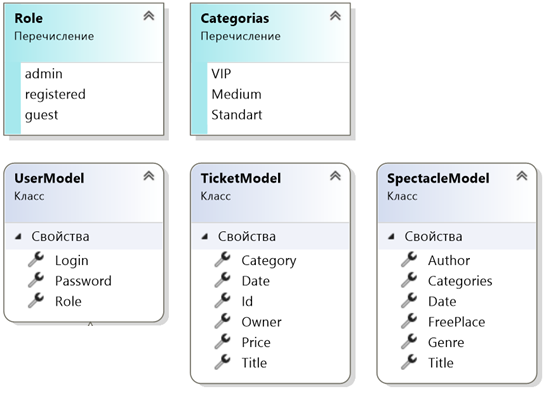 Role
Перечисление
admin
registered
guest
Categorias
Перечисление
VIP
Medium
Standart
UserModel
Класс
Свойства
Login
Password
Role
TicketModel
Класс
Свойства
Category
Date
Id
Owner
Price
Title
SpectacleModel
Класс
Свойства
Author
Categories
Date
FreePlace
Genre
Title